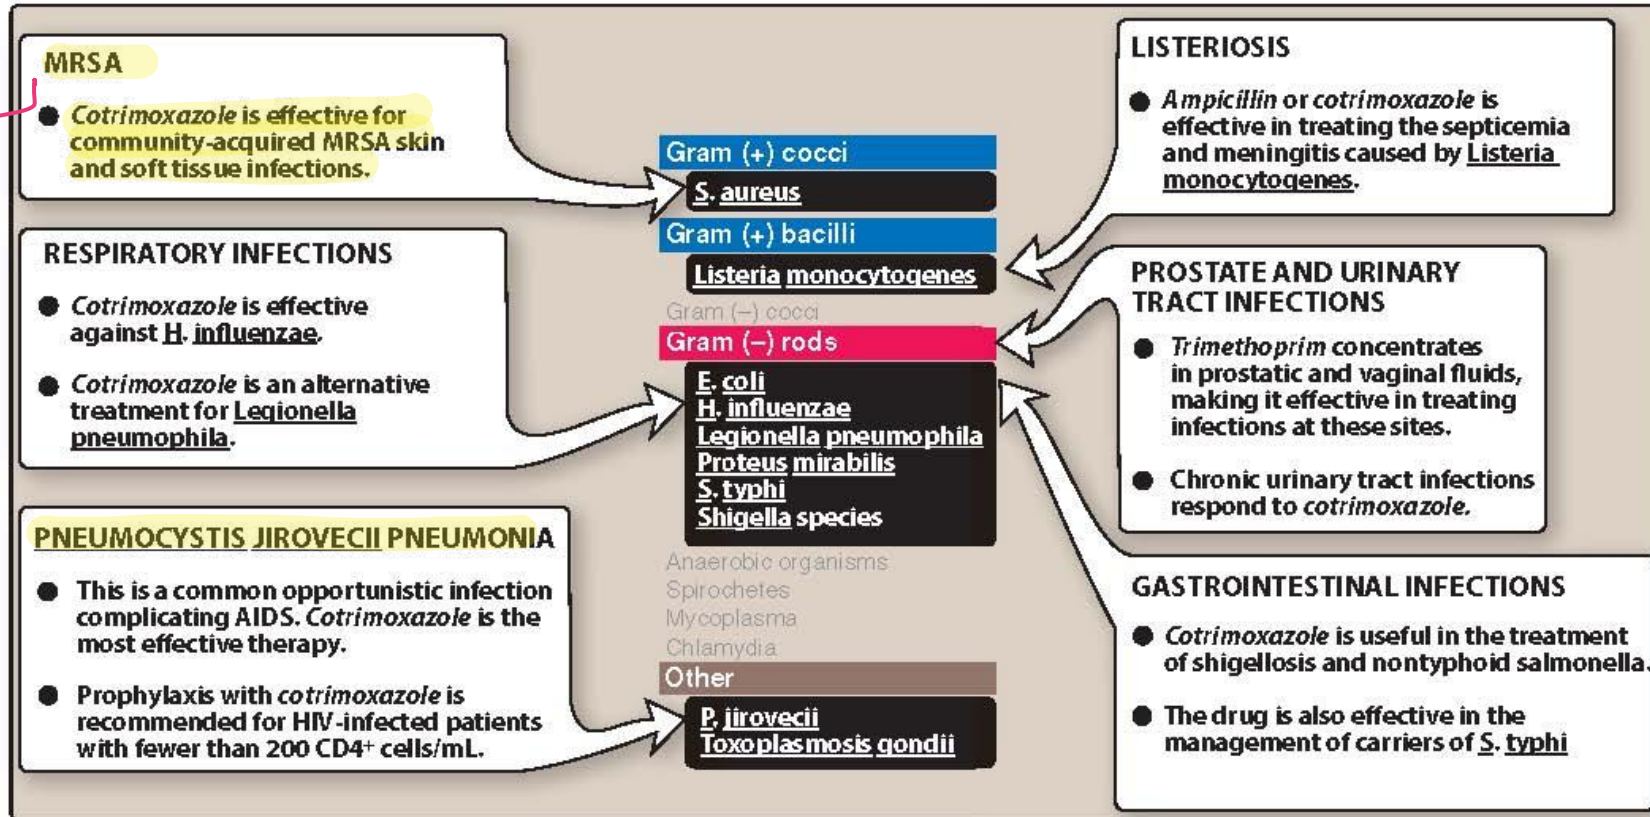 MRSA
● Cotrimoxazole is effective for
community-acquired MRSA skin
and soft tissue infections.
RESPIRATORY INFECTIONS
● Cotrimoxazole is effective
against H. influenzae.
● Cotrimoxazole is an alternative
treatment for Legionella
pneumophila.
PNEUMOCYSTIS JIROVECII PNEUMONIA
● This is a common opportunistic infection
complicating AIDS. Cotrimoxazole is the
most effective therapy.
● Prophylaxis with cotrimoxazole is
recommended for HIV-infected patients
with fewer than 200 CD4⁺ cells/mL.
Gram (+) cocci
S. aureus
Gram (+) bacilli
Listeria monocytogenes
Gram (–) cocci
Gram (–) rods
E. coli
H. influenzae
Legionella pneumophila
Proteus mirabilis
S. typhi
Shigella species
Anaerobic organisms
Spirochetes
Mycoplasma
Chlamydia
Other
P. jirovecii
Toxoplasmosis gondii
LISTERIOSIS
● Ampicillin or cotrimoxazole is
effective in treating the septicemia
and meningitis caused by Listeria
monocytogenes.
PROSTATE AND URINARY
TRACT INFECTIONS
● Trimethoprim concentrates
in prostatic and vaginal fluids,
making it effective in treating
infections at these sites.
● Chronic urinary tract infections
respond to cotrimoxazole.
GASTROINTESTINAL INFECTIONS
● Cotrimoxazole is useful in the treatment
of shigellosis and nontyphoid salmonella.
● The drug is also effective in the
management of carriers of S. typhi